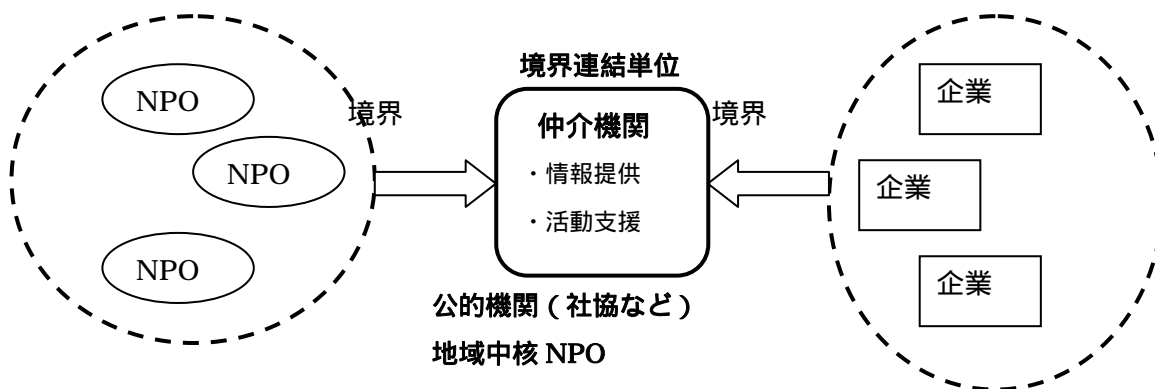 境界連結単位
NPO
NPO
NPO
境界
仲介機関
・情報提供
・活動支援
境界
企業
企業
企業
公的機関（社協など）
地域中核 NPO